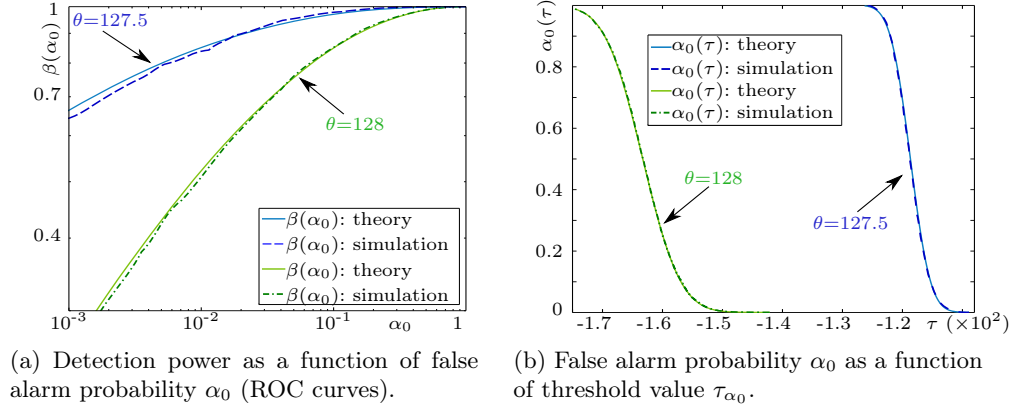 β(α₀)
1
0.7
0.4
θ=127.5
θ=128
β(α₀): theory
β(α₀): simulation
β(α₀): theory
β(α₀): simulation
10⁻³
10⁻²
10⁻¹
α₀
1
(a) Detection power as a function of false
alarm probability α₀ (ROC curves).
α₀(τ)
0.8
0.6
0.4
0.2
0
α₀(τ): theory
α₀(τ): simulation
α₀(τ): theory
α₀(τ): simulation
θ=128
θ=127.5
-1.7 -1.6 -1.5 -1.4 -1.3 -1.2 τ (×10²)
(b) False alarm probability α₀ as a function
of threshold value τ_α₀.